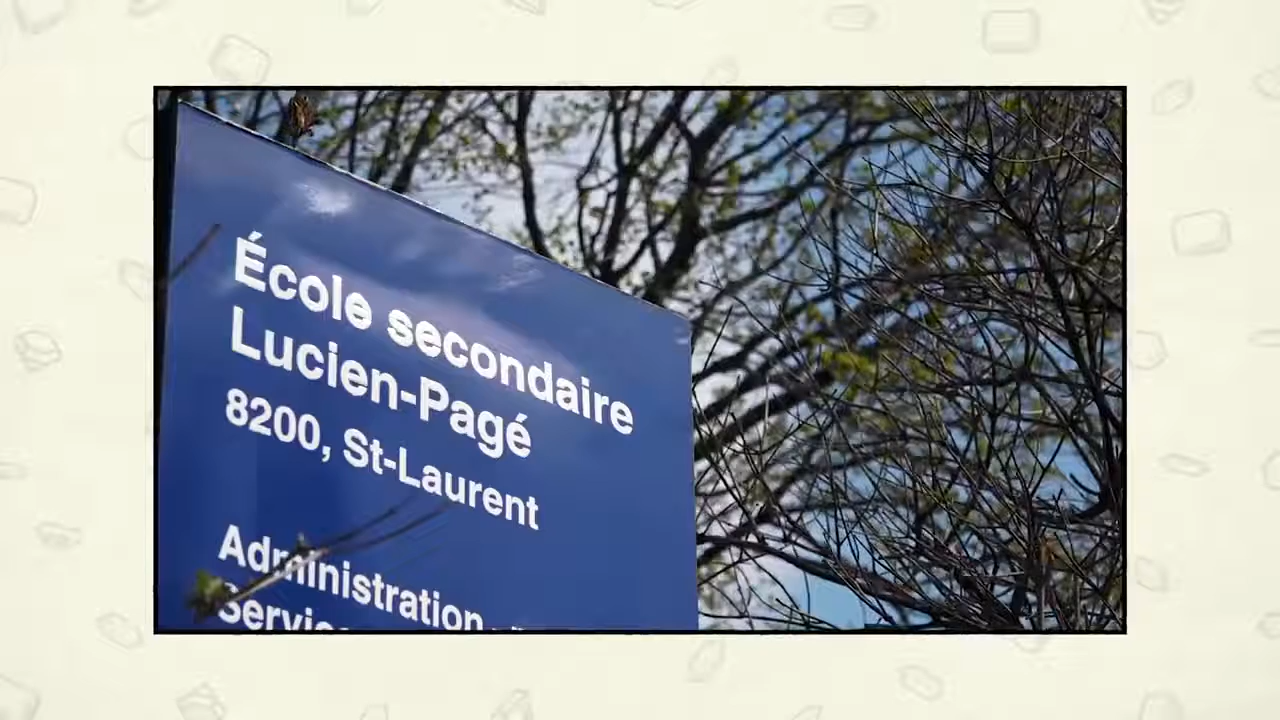 École secondaire
Lucien-Pagé
8200, St-Laurent
Administration